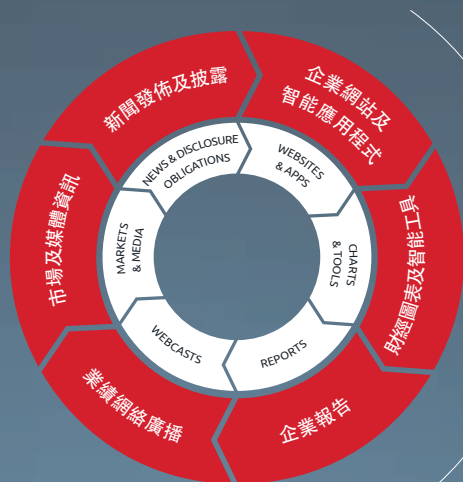 新聞發佈及披露
企業網站及
智能應用程式
財經圖表及智能工具
企業報告
業績網絡廣播
市場及媒體資訊
NEWS & DISCLOSURE
OBLIGATIONS
WEBSITES
& APPS
CHARTS
& TOOLS
REPORTS
WEBCASTS
MARKETS
& MEDIA